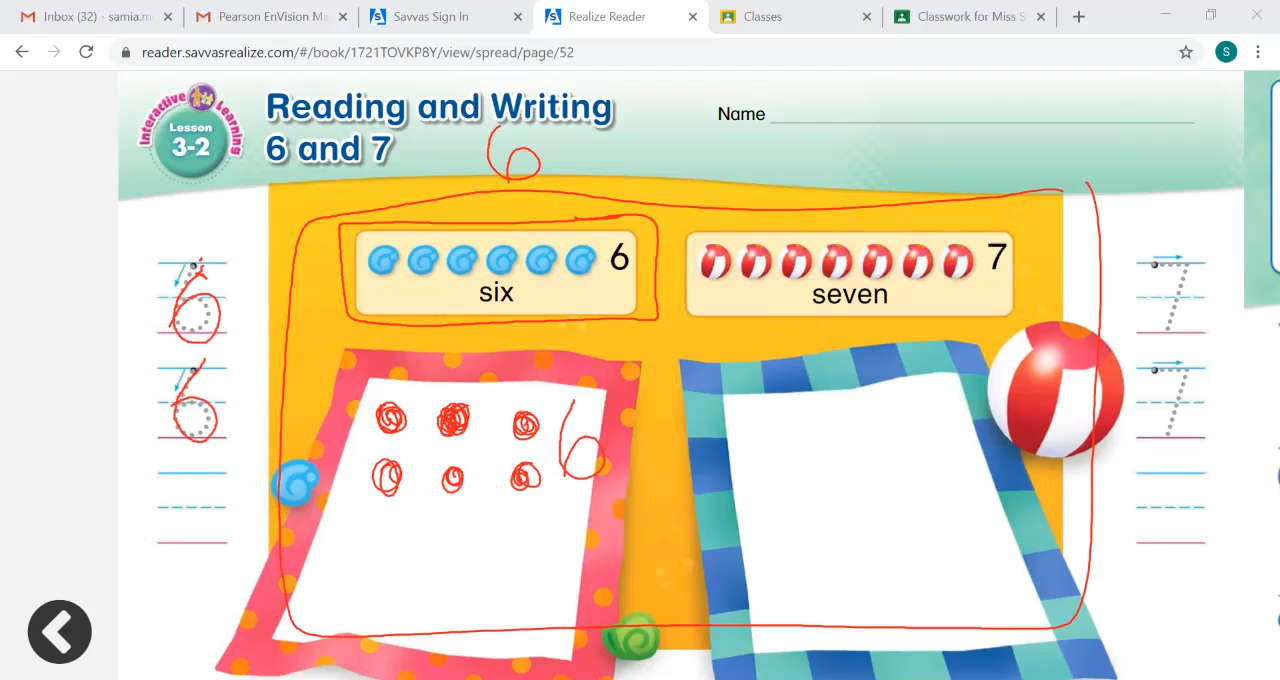 Inbox (32) - samia.m
Pearson EnVision Ma
Savvas Sign In
Realize Reader
Classes
Classwork for Miss S
reader.savvasrealize.com/#/book/1721TOVKP8Y/view/spread/page/52
S
Interactive Learning
Lesson
3-2
Reading and Writing
6 and 7
Name
6
6
six
7
seven
6
6
6
7
7